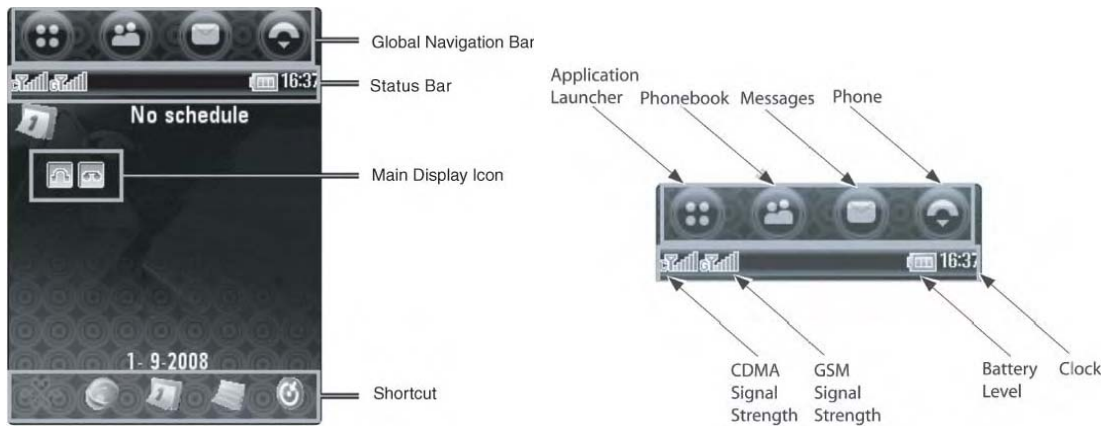 Global Navigation Bar
16:37
Status Bar
No schedule
Main Display Icon
1- 9-2008
Shortcut
Application
Launcher
Phonebook
Messages
Phone
16:37
CDMA
Signal
Strength
GSM
Signal
Strength
Battery
Level
Clock